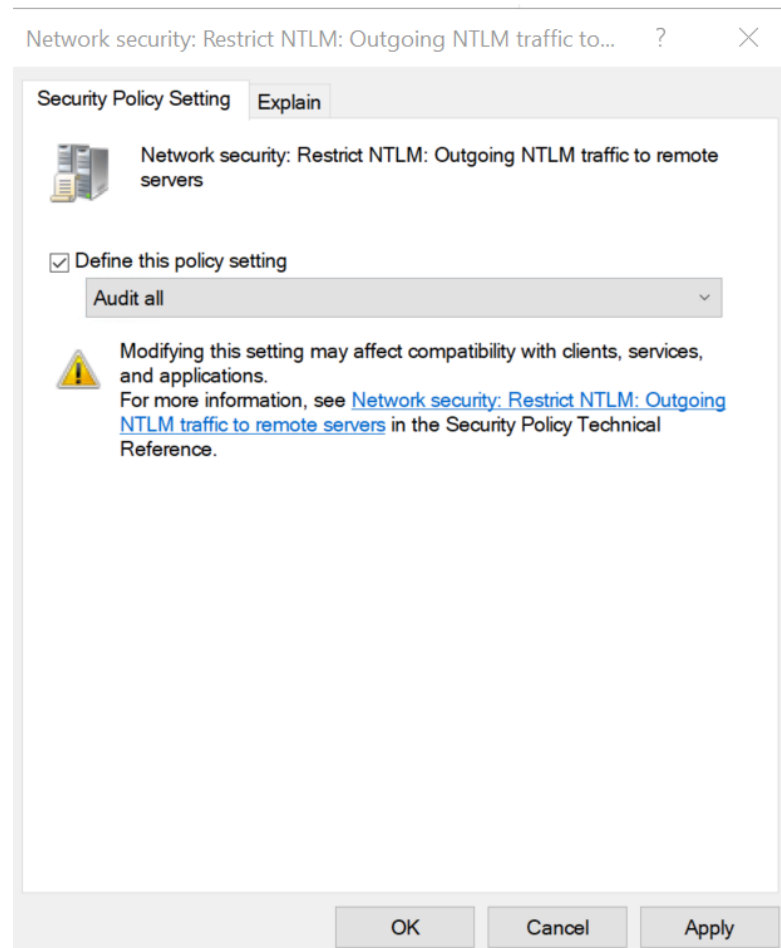 Network security: Restrict NTLM: Outgoing NTLM traffic to... ?
Security Policy Setting Explain
Network security: Restrict NTLM: Outgoing NTLM traffic to remote
servers
Define this policy setting
Audit all
Modifying this setting may affect compatibility with clients, services,
and applications.
For more information, see Network security: Restrict NTLM: Outgoing
NTLM traffic to remote servers in the Security Policy Technical
Reference.
OK Cancel Apply